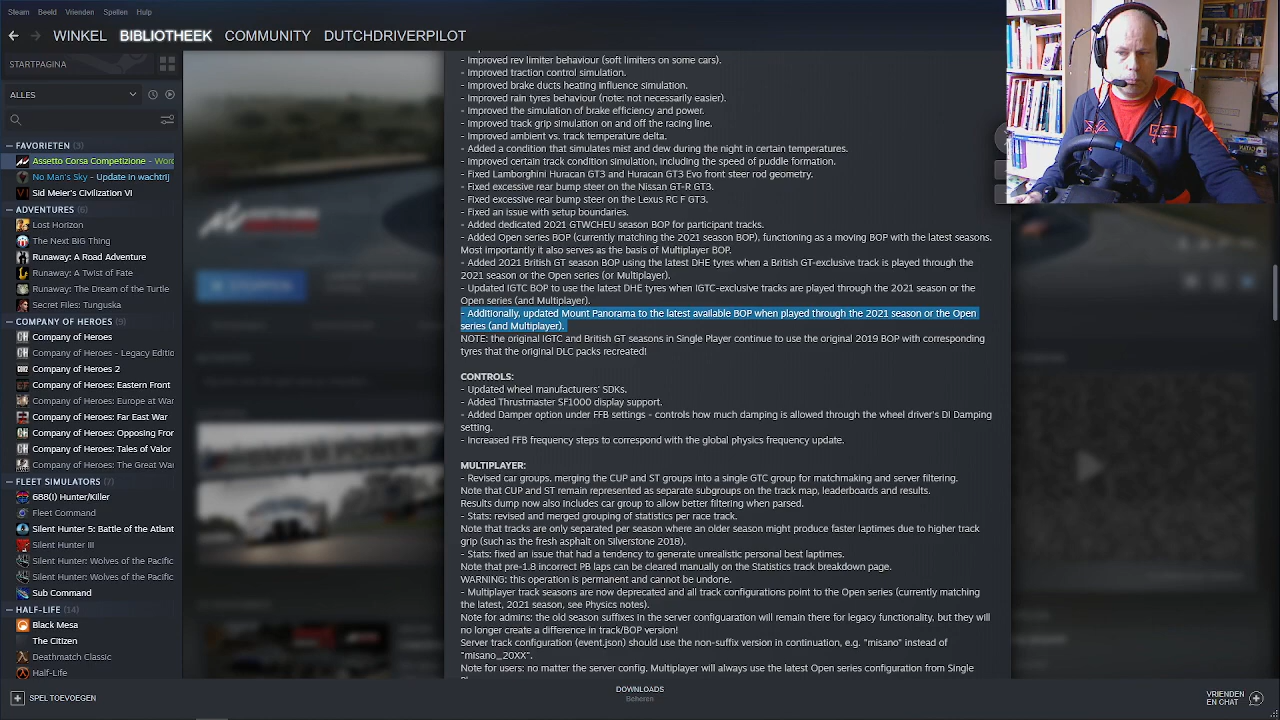 Steam Beeld Vrienden Spellen Hulp
WINKEL BIBLIOTHEEK COMMUNITY DUTCHDRIVERPILOT
STARTPAGINA
ALLES
FAVORIETEN (3)
Assetto Corsa Competizione - Word
No Man's Sky - Update in wachtrij
Sid Meier's Civilization VI
ADVENTURES (6)
Lost Horizon
The Next BIG Thing
Runaway: A Road Adventure
Runaway: A Twist of Fate
Runaway: The Dream of the Turtle
Secret Files: Tunguska
COMPANY OF HEROES (9)
Company of Heroes
Company of Heroes - Legacy Editio
Company of Heroes 2
Company of Heroes: Eastern Front
Company of Heroes: Europe at War
Company of Heroes: Far East War
Company of Heroes: Opposing Fron
Company of Heroes: Tales of Valor
Company of Heroes: The Great War
FLEET SIMULATORS (7)
688(I) Hunter/Killer
Fleet Command
Silent Hunter 5: Battle of the Atlant
Silent Hunter III
Silent Hunter: Wolves of the Pacific
Silent Hunter: Wolves of the Pacific
Sub Command
HALF-LIFE (14)
Black Mesa
The Citizen
Deathmatch Classic
Half-Life
SPEL TOEVOEGEN
- Improved rev limiter behaviour (soft limiters on some cars).
- Improved traction control simulation.
- Improved brake ducts heating influence simulation.
- Improved rain tyres behaviour (note: not necessarily easier).
- Improved the simulation of brake efficiency and power.
- Improved track grip simulation on and off the racing line.
- Improved ambient vs. track temperature delta.
- Added a condition that simulates mist and dew during the night in certain temperatures.
- Improved certain track condition simulation, including the speed of puddle formation.
- Fixed Lamborghini Huracan GT3 and Huracan GT3 Evo front steer rod geometry.
- Fixed excessive rear bump steer on the Nissan GT-R GT3.
- Fixed excessive rear bump steer on the Lexus RC F GT3.
- Fixed an issue with setup boundaries.
- Added dedicated 2021 GTWCHEU season BOP for participant tracks.
- Added Open series BOP (currently matching the 2021 season BOP), functioning as a moving BOP with the latest seasons.
Most importantly it also serves as the basis of Multiplayer BOP.
- Added 2021 British GT season BOP using the latest DHE tyres when a British GT-exclusive track is played through the
2021 season or the Open series (or Multiplayer).
- Updated IGTC BOP to use the latest DHE tyres when IGTC-exclusive tracks are played through the 2021 season or the
Open series (and Multiplayer).
- Additionally, updated Mount Panorama to the latest available BOP when played through the 2021 season or the Open
series (and Multiplayer).
NOTE: the original IGTC and British GT seasons in Single Player continue to use the original 2019 BOP with corresponding
tyres that the original DLC packs recreated!
CONTROLS:
- Updated wheel manufacturers' SDKs.
- Added Thrustmaster SF1000 display support.
- Added Damper option under FFB settings - controls how much damping is allowed through the wheel driver's DI Damping
setting.
- Increased FFB frequency steps to correspond with the global physics frequency update.
MULTIPLAYER:
- Revised car groups, merging the CUP and ST groups into a single GTC group for matchmaking and server filtering.
Note that CUP and ST remain represented as separate subgroups on the track map, leaderboards and results.
Results dump now also includes car group to allow better filtering when parsed.
- Stats: revised and merged grouping of statistics per race track.
Note that tracks are only separated per season where an older season might produce faster laptimes due to higher track
grip (such as the fresh asphalt on Silverstone 2018).
- Stats: fixed an issue that had a tendency to generate unrealistic personal best laptimes.
Note that pre-1.8 incorrect PB laps can be cleared manually on the Statistics track breakdown page.
WARNING: this operation is permanent and cannot be undone.
- Multiplayer track seasons are now deprecated and all track configurations point to the Open series (currently matching
the latest, 2021 season, see Physics notes).
Note for admins: the old season suffixes in the server configuration will remain there for legacy functionality, but they will
no longer create a difference in track/BOP version!
Server track configuration (event.json) should use the non-suffix version in continuation, e.g. "misano" instead of
"misano_20XX".
Note for users: no matter the server config. Multiplayer will always use the latest Open series configuration from Single
DOWNLOADS
Beheren
VRIENDEN
EN CHAT